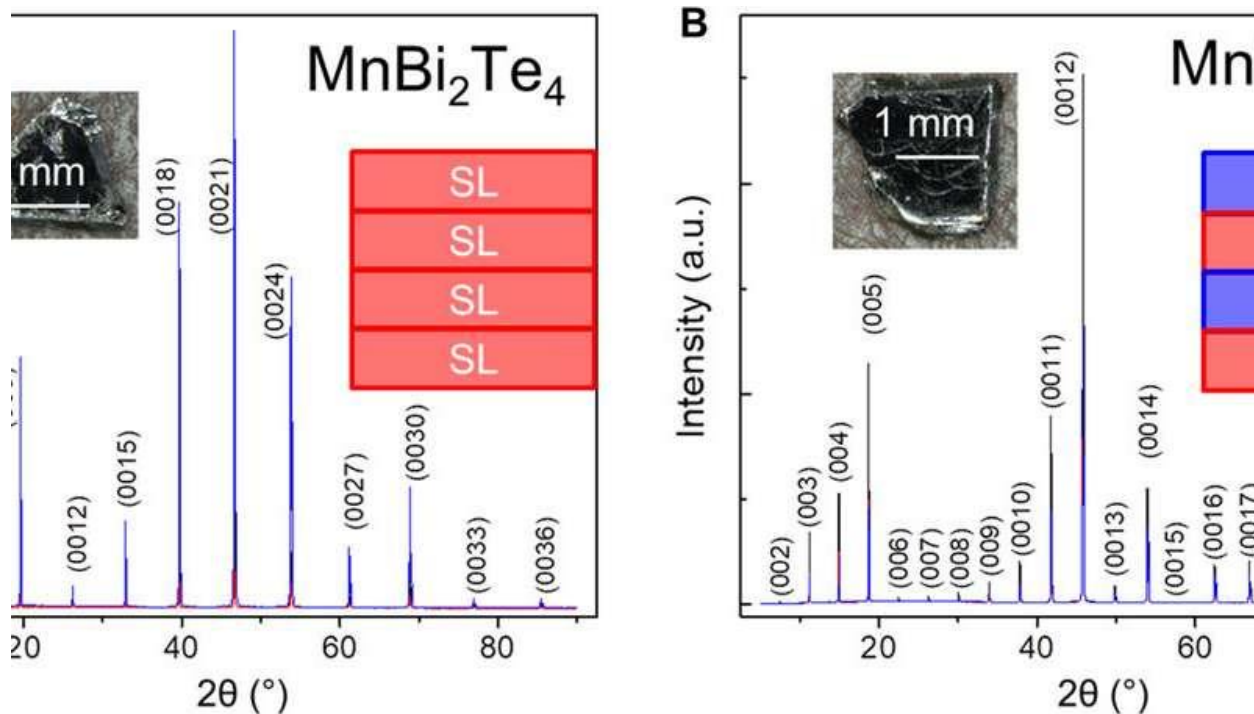 MnBi2Te4
mm
SL
SL
SL
SL
(0012)
(0015)
(0018)
(0021)
(0024)
(0027)
(0030)
(0033)
(0036)
20 40 60 80
2θ (°)
B
Mn
1 mm
Intensity (a.u.)
(002)
(003)
(004)
(005)
(006)
(007)
(008)
(009)
(0010)
(0011)
(0012)
(0013)
(0014)
(0015)
(0016)
(0017)
20 40 60
2θ (°)